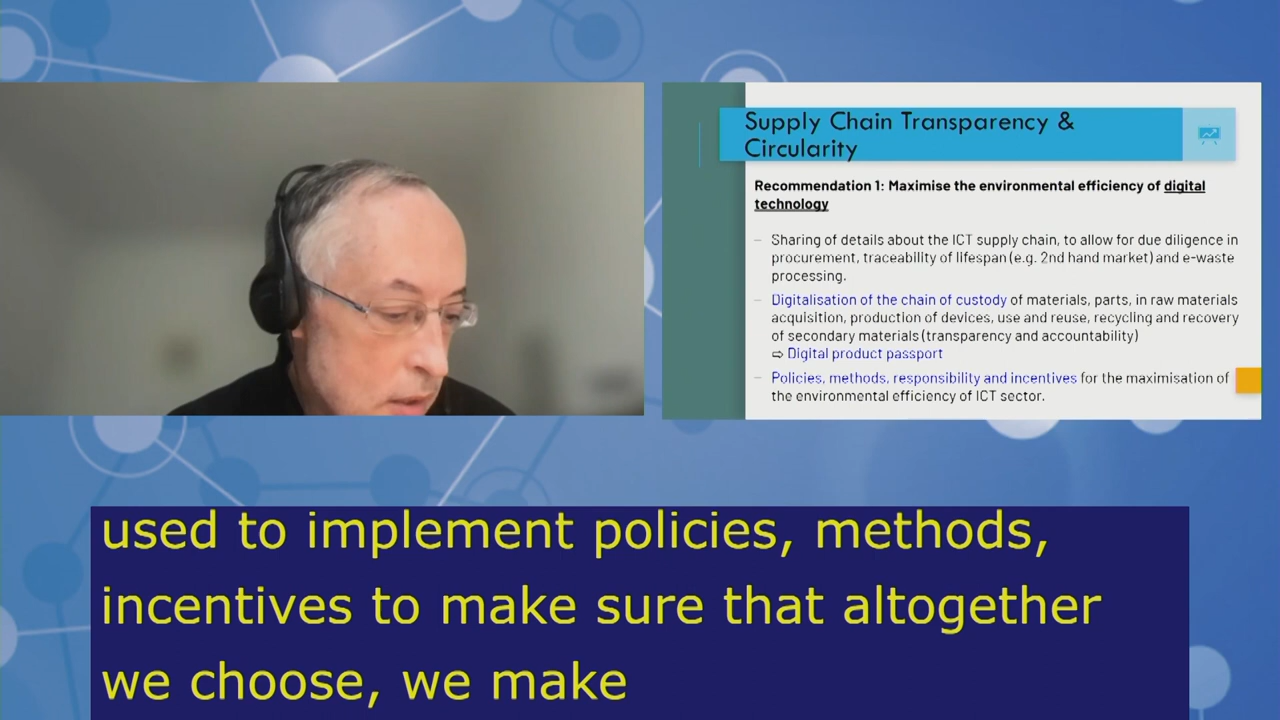 Supply Chain Transparency &
Circularity
Recommendation 1: Maximise the environmental efficiency of digital
technology
– Sharing of details about the ICT supply chain, to allow for due diligence in
procurement, traceability of lifespan (e.g. 2nd hand market) and e-waste
processing.
– Digitalisation of the chain of custody of materials, parts, in raw materials
acquisition, production of devices, use and reuse, recycling and recovery
of secondary materials (transparency and accountability)
⇨ Digital product passport
– Policies, methods, responsibility and incentives for the maximisation of
the environmental efficiency of ICT sector.
used to implement policies, methods,
incentives to make sure that altogether
we choose, we make